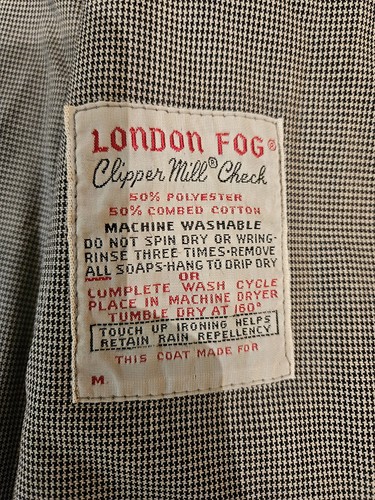 LONDON FOG®
Clipper Mill® Check
50% POLYESTER
50% COMBED COTTON
MACHINE WASHABLE
DO NOT SPIN DRY OR WRING-
RINSE THREE TIMES-REMOVE
ALL SOAPS-HANG TO DRIP DRY
OR
COMPLETE WASH CYCLE
PLACE IN MACHINE DRYER
TUMBLE DRY AT 160°
TOUCH UP IRONING HELPS
RETAIN RAIN REPELLENCY
THIS COAT MADE FOR
M.